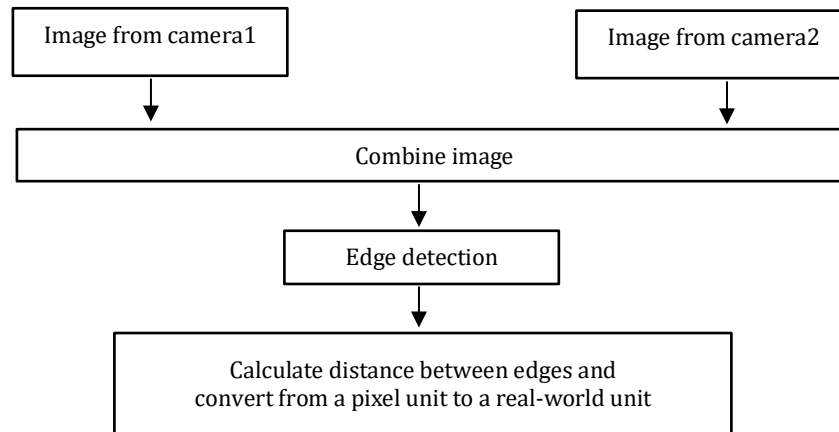 Image from camera1
Image from camera2
Combine image
Edge detection
Calculate distance between edges and
convert from a pixel unit to a real-world unit